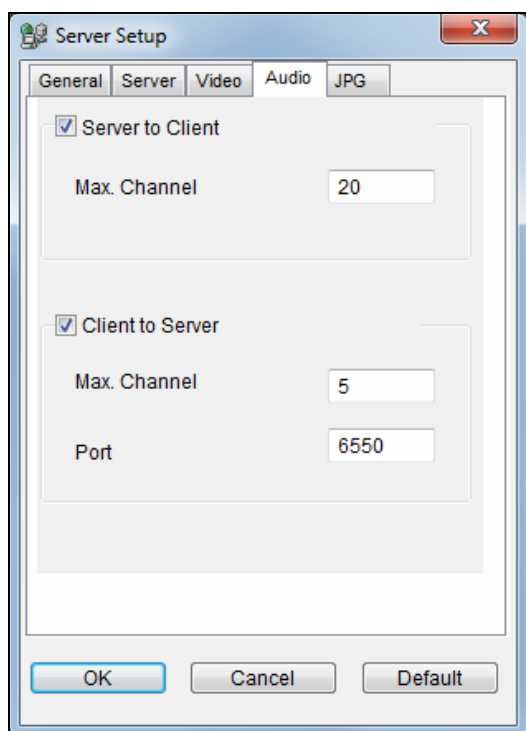 Server Setup
General Server Video Audio JPG
Server to Client
Max. Channel 20
Client to Server
Max. Channel 5
Port 6550
OK Cancel Default